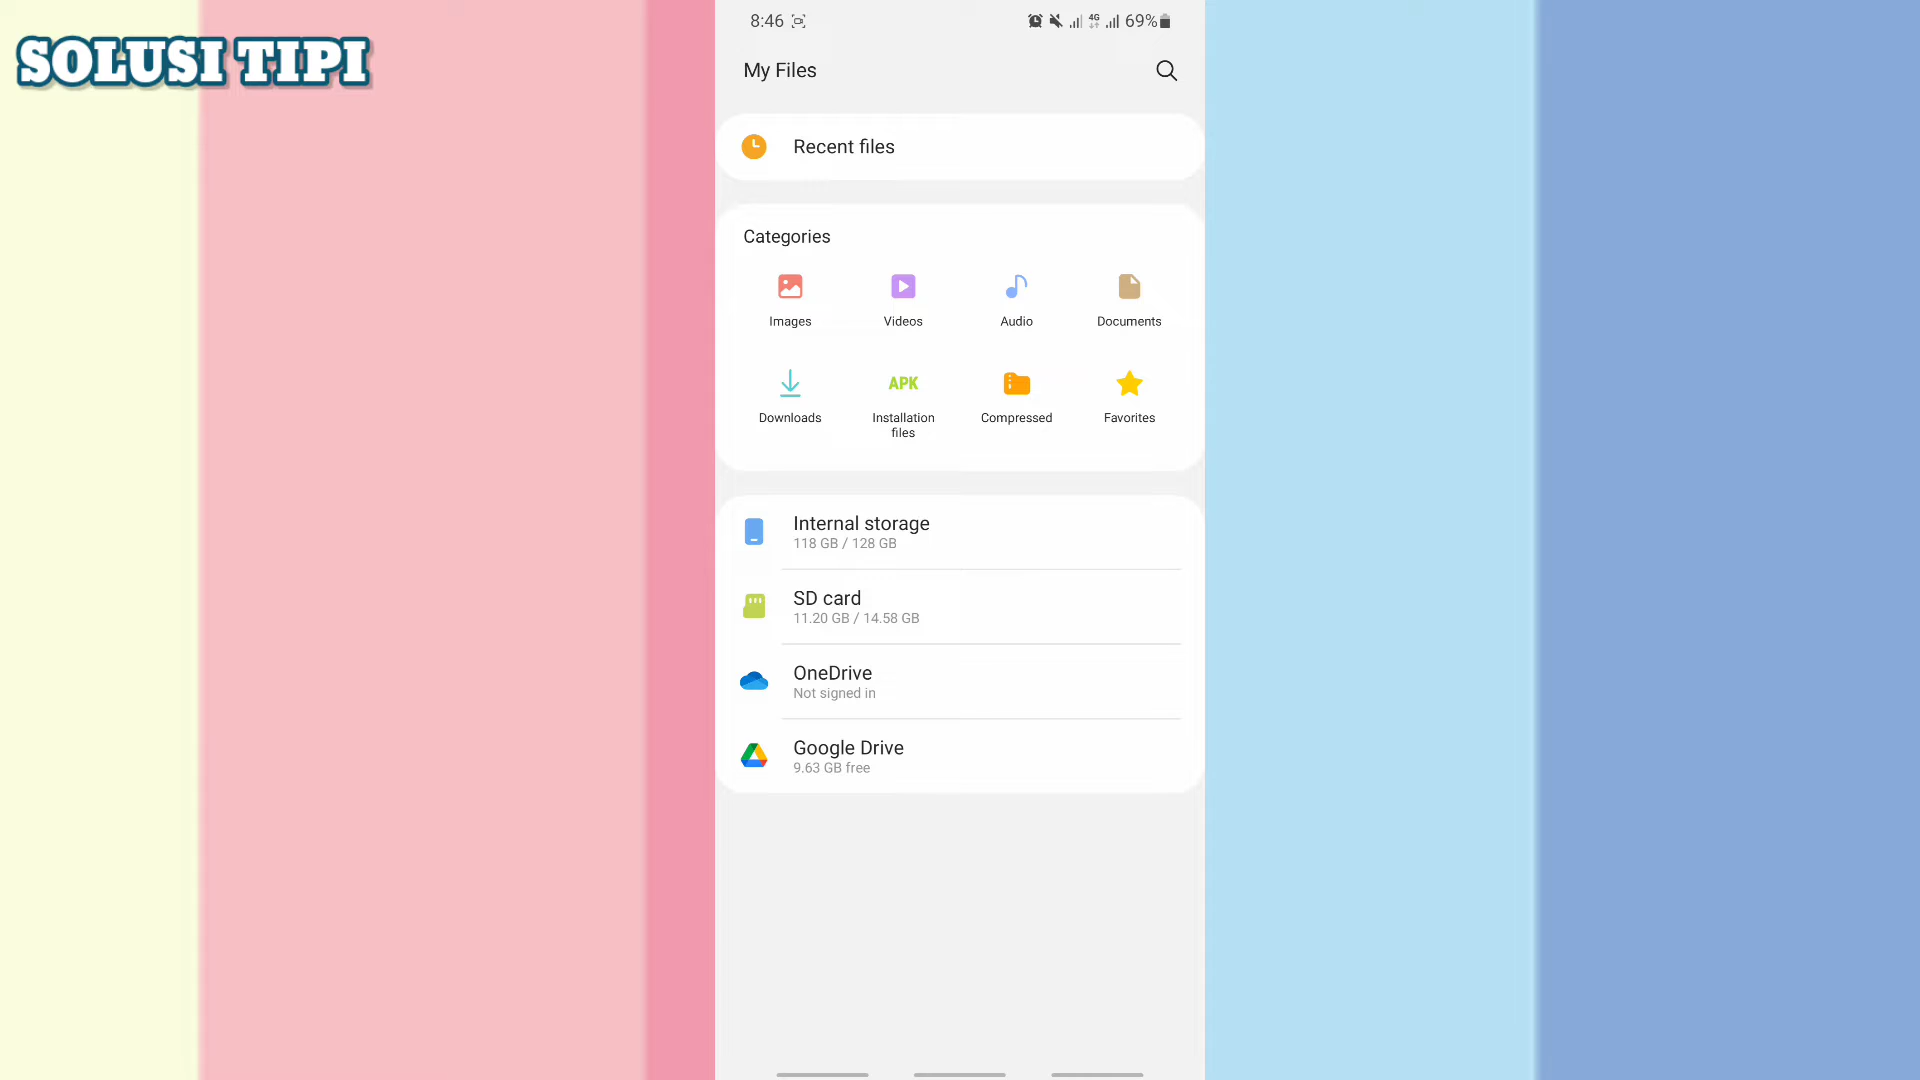 SOLUSI TIPI
8:46
4G
69%
My Files
Recent files
Categories
Images
Videos
Audio
Documents
APK
Downloads
Installation files
Compressed
Favorites
Internal storage
118 GB / 128 GB
SD card
11.20 GB / 14.58 GB
OneDrive
Not signed in
Google Drive
9.63 GB free